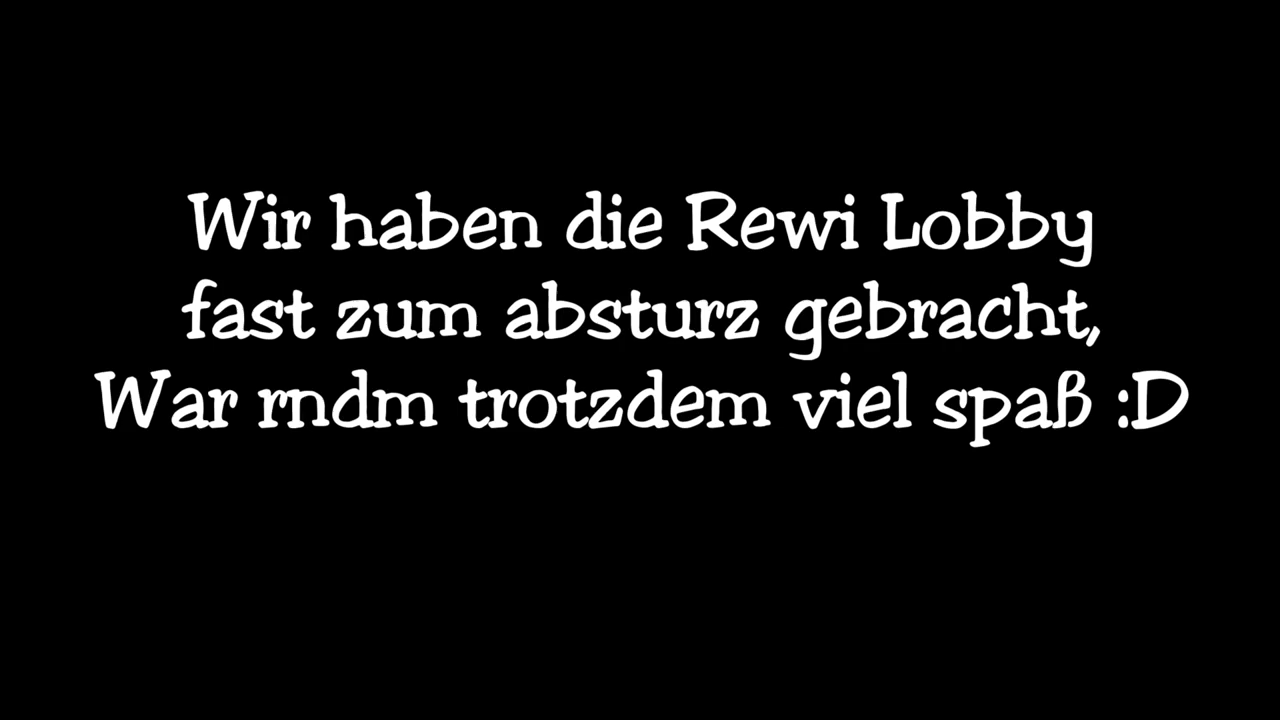 Wir haben die Rewi Lobby
fast zum absturz gebracht,
War rndm trotzdem viel spaß :D